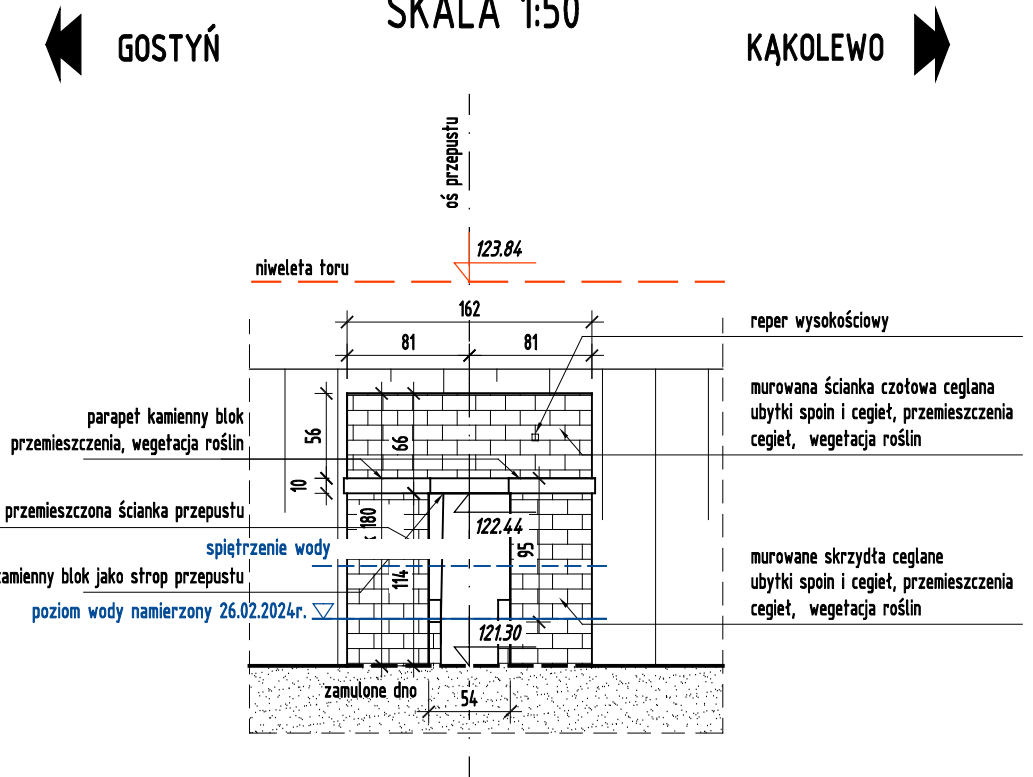 SKALA 1:50
GOSTYŃ
KĄKOLEWO
oś przepustu
123.84
niweleta toru
162
81
81
reper wysokościowy
murowana ścianka czołowa ceglana
ubytki spoin i cegieł, przemieszczenia
cegieł, wegetacja roślin
parapet kamienny blok
przemieszczenia, wegetacja roślin
56
66
10
przemieszczona ścianka przepustu
180
122.44
95
spiętrzenie wody
kamienny blok jako strop przepustu
114
murowane skrzydła ceglane
ubytki spoin i cegieł, przemieszczenia
cegieł, wegetacja roślin
poziom wody namierzony 26.02.2024r.
121.30
zamulone dno
54